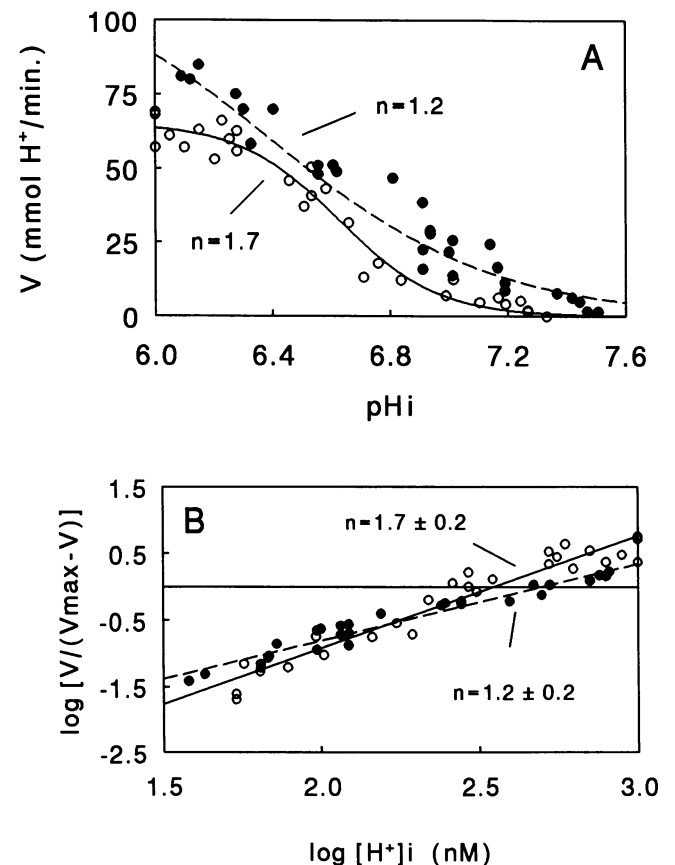 100
A
75
n=1.2
50
n=1.7
25
0
V (mmol H⁺/min.)
6.0 6.4 6.8 7.2 7.6
pHi
1.5
B
n=1.7 ± 0.2
0.5
-0.5
n=1.2 ± 0.2
-1.5
-2.5
log [V/(Vmax-V)]
1.5 2.0 2.5 3.0
log [H⁺]i (nM)